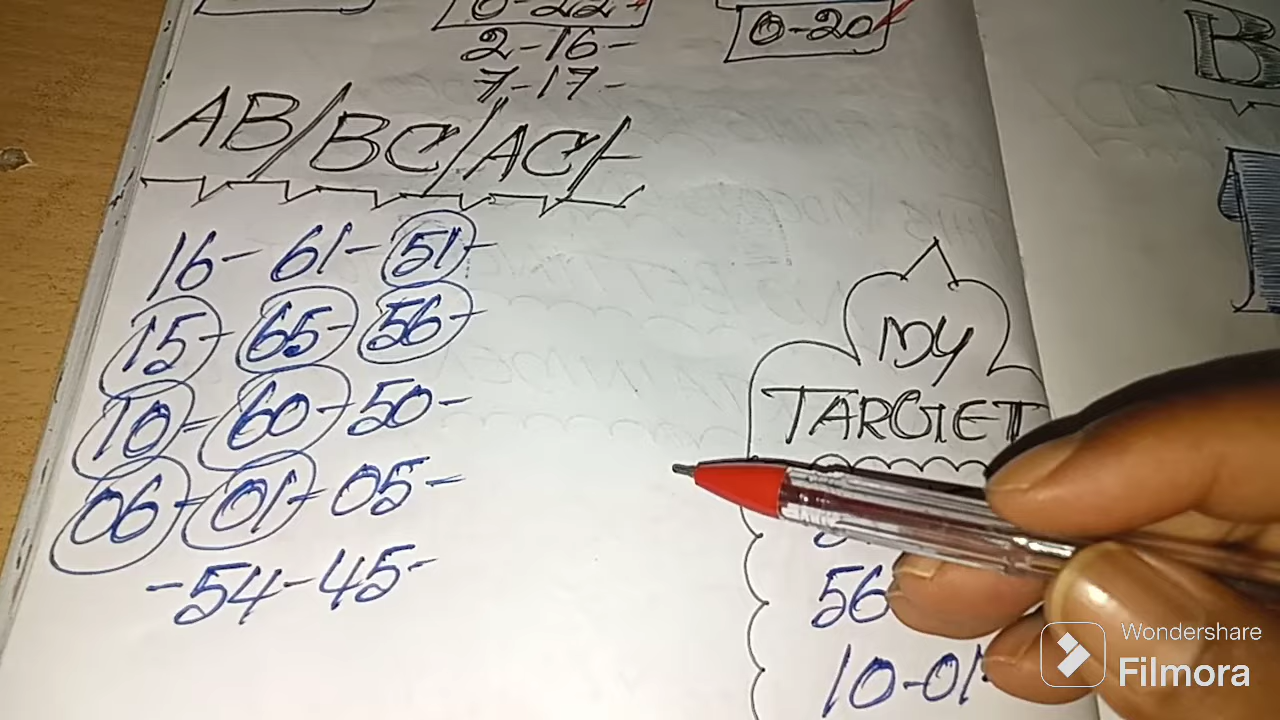 0-22-
2-16-
7-17-
0-20
B
AB/BC/AC/-
16- 61- 51-
15- 65- 56-
10- 60- 50-
06- 01- 05-
-54-45-
MY
TARGET
56
10-01-
Wondershare
Filmora